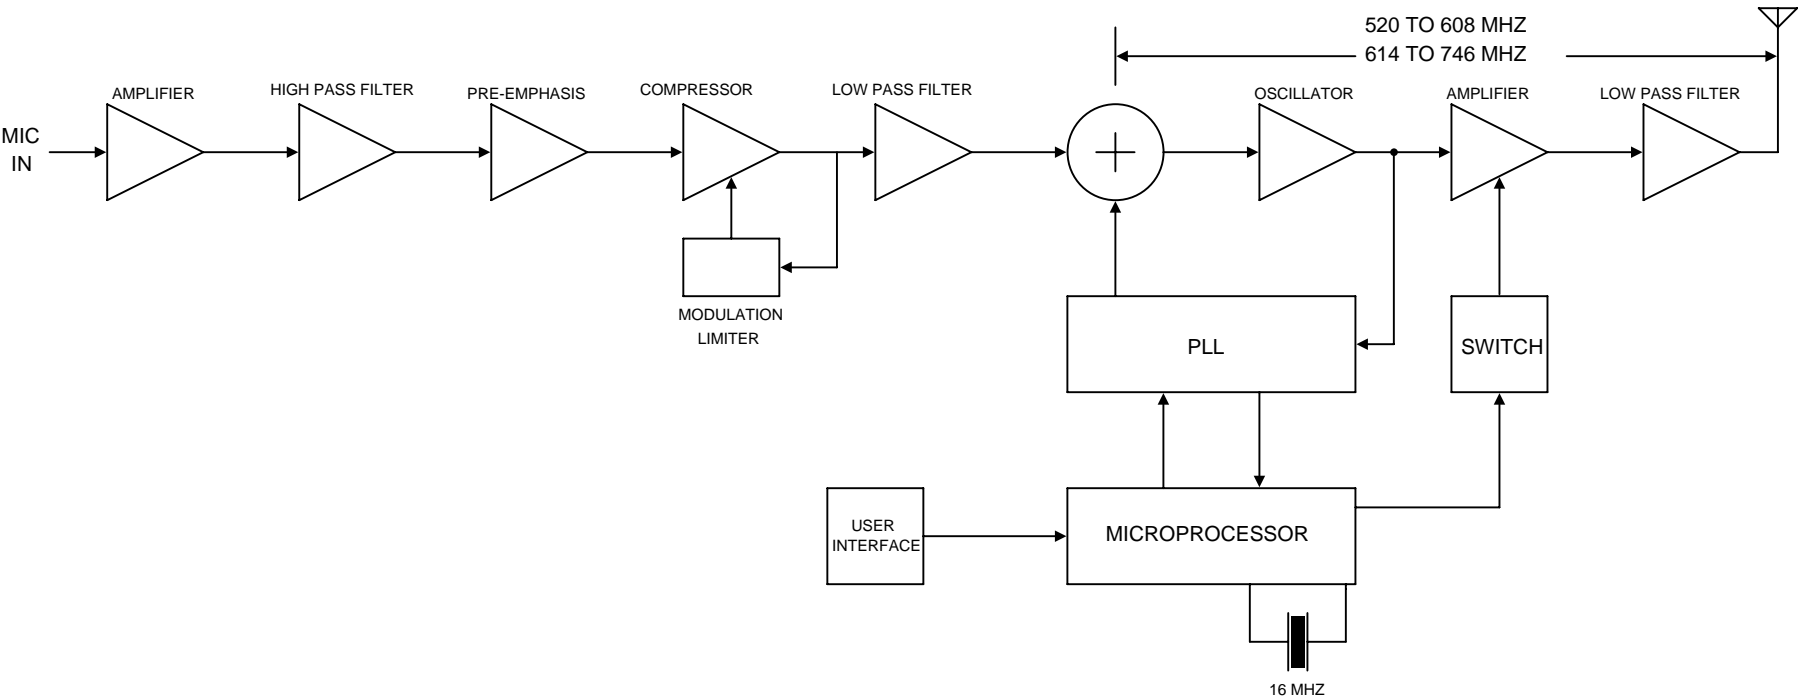 520 TO 608 MHZ
614 TO 746 MHZ
AMPLIFIER
HIGH PASS FILTER
PRE-EMPHASIS
COMPRESSOR
LOW PASS FILTER
OSCILLATOR
AMPLIFIER
LOW PASS FILTER
MIC
IN
MODULATION
LIMITER
PLL
SWITCH
USER
INTERFACE
MICROPROCESSOR
16 MHZ